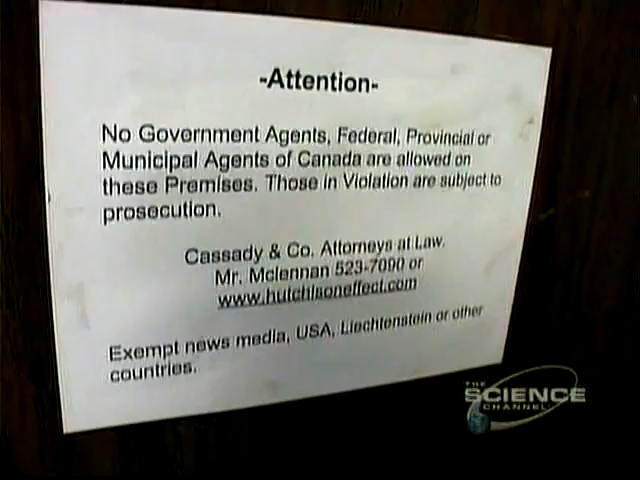 -Attention-
No Government Agents, Federal, Provincial or
Municipal Agents of Canada are allowed on
these Premises. Those in Violation are subject to
prosecution.
Cassady & Co. Attorneys at Law.
Mr. Mclennan 523-7090 or
www.hutchisoneffect.com
Exempt news media, USA, Liechtenstein or other
countries.
THE
SCIENCE
CHANNEL